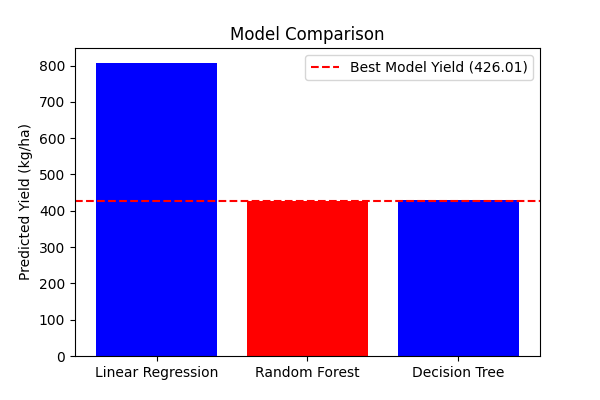 Model Comparison
Best Model Yield (426.01)
Predicted Yield (kg/ha)
800
700
600
500
400
300
200
100
0
Linear Regression Random Forest Decision Tree